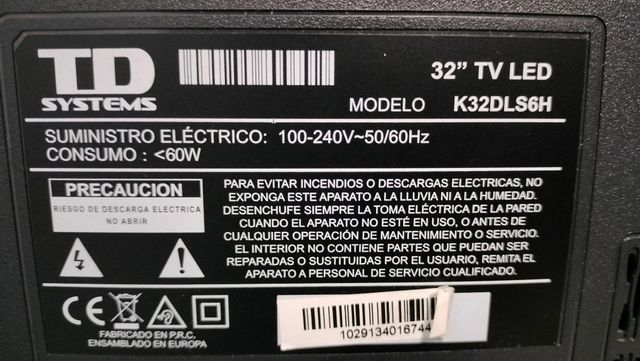 TD
SYSTEMS
32” TV LED
MODELO K32DLS6H
SUMINISTRO ELÉCTRICO: 100-240V~50/60Hz
CONSUMO : <60W
PRECAUCION
RIESGO DE DESCARGA ELECTRICA
NO ABRIR
PARA EVITAR INCENDIOS O DESCARGAS ELECTRICAS, NO
EXPONGA ESTE APARATO A LA LLUVIA NI A LA HUMEDAD.
DESENCHUFE SIEMPRE LA TOMA ELÉCTRICA DE LA PARED
CUANDO EL APARATO NO ESTÉ EN USO, O ANTES DE
CUALQUIER OPERACIÓN DE MANTENIMIENTO O SERVICIO.
EL INTERIOR NO CONTIENE PARTES QUE PUEDAN SER
REPARADAS O SUSTITUIDAS POR EL USUARIO, REMITA EL
APARATO A PERSONAL DE SERVICIO CUALIFICADO.
CE
FABRICADO EN P.R.C.
ENSAMBLADO EN EUROPA
1029134016744